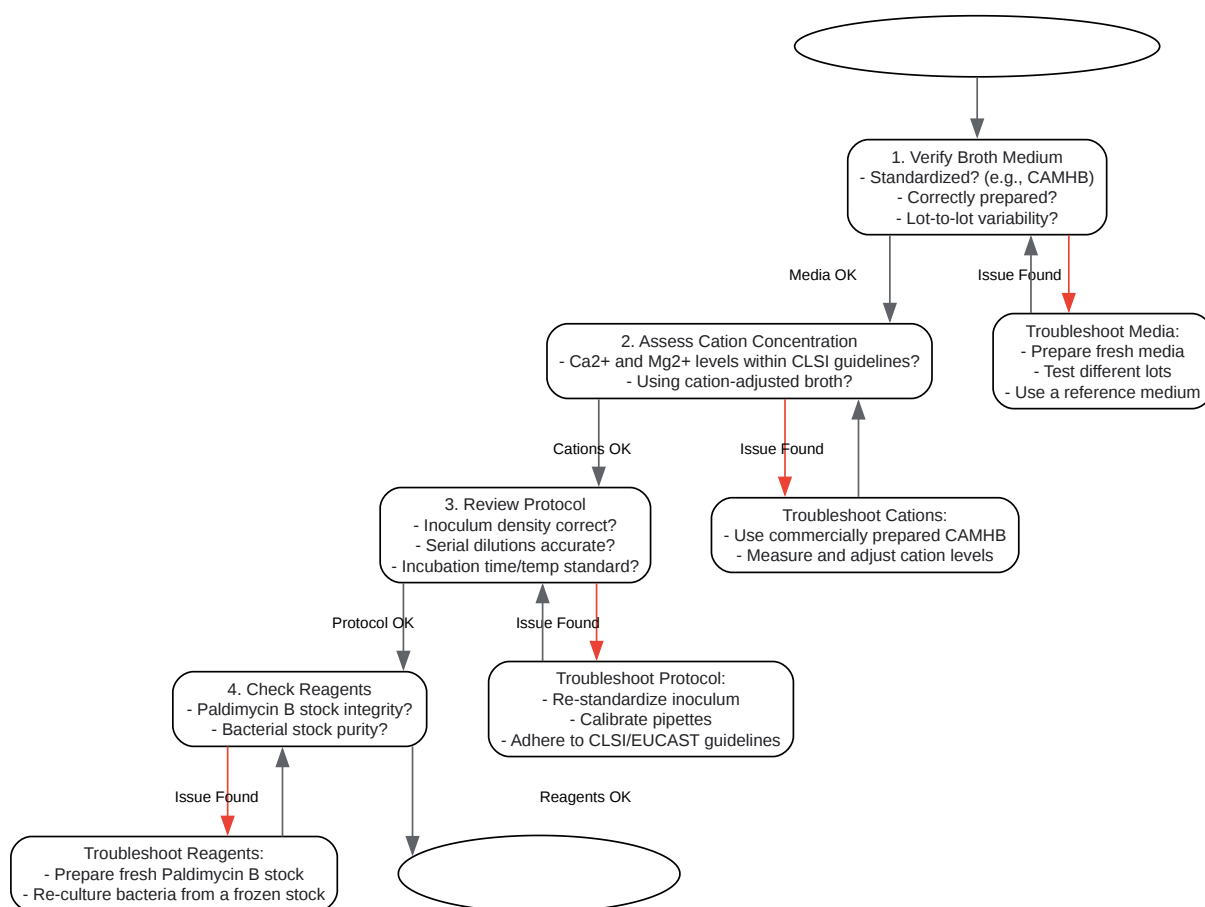 1. Verify Broth Medium
- Standardized? (e.g., CAMHB)
- Correctly prepared?
- Lot-to-lot variability?
Media OK
Issue Found
Troubleshoot Media:
- Prepare fresh media
- Test different lots
- Use a reference medium
2. Assess Cation Concentration
- Ca2+ and Mg2+ levels within CLSI guidelines?
- Using cation-adjusted broth?
Cations OK
Issue Found
Troubleshoot Cations:
- Use commercially prepared CAMHB
- Measure and adjust cation levels
3. Review Protocol
- Inoculum density correct?
- Serial dilutions accurate?
- Incubation time/temp standard?
Protocol OK
Issue Found
Troubleshoot Protocol:
- Re-standardize inoculum
- Calibrate pipettes
- Adhere to CLSI/EUCAST guidelines
4. Check Reagents
- Paldimycin B stock integrity?
- Bacterial stock purity?
Issue Found
Reagents OK
Troubleshoot Reagents:
- Prepare fresh Paldimycin B stock
- Re-culture bacteria from a frozen stock